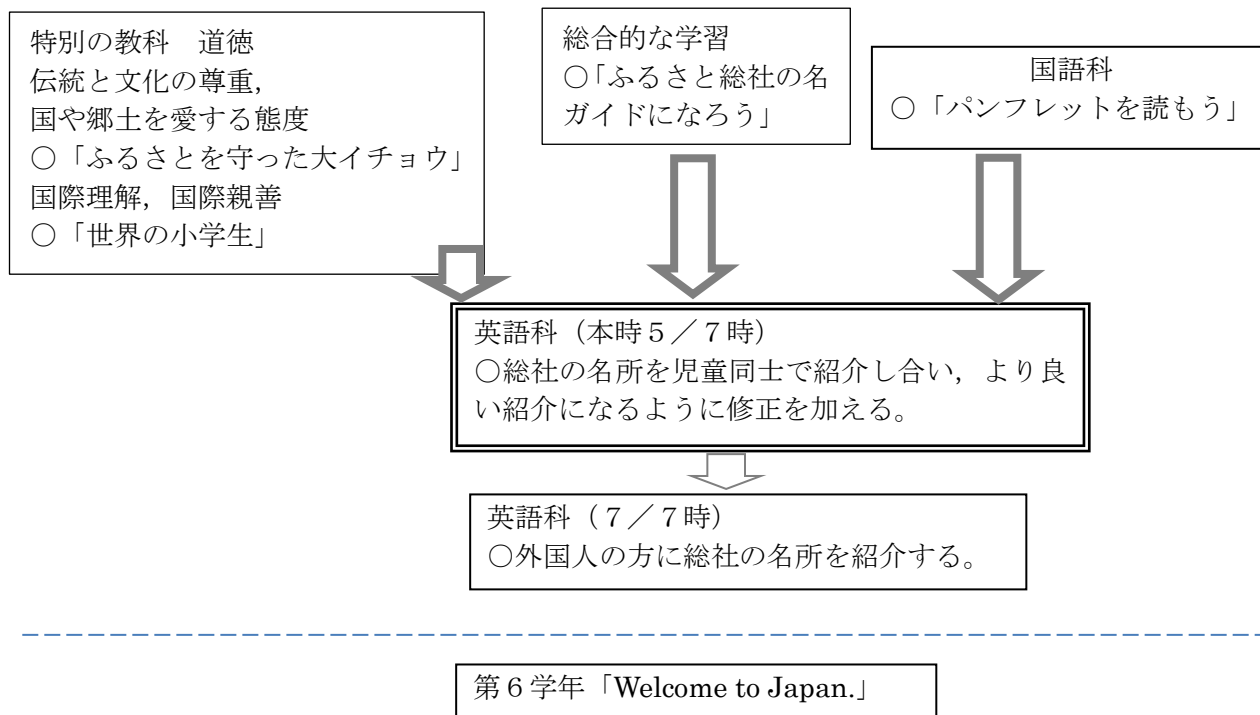 特別の教科　道徳
伝統と文化の尊重，
国や郷土を愛する態度
○「ふるさとを守った大イチョウ」
国際理解，国際親善
○「世界の小学生」
総合的な学習
○「ふるさと総社の名
ガイドになろう」
国語科
○「パンフレットを読もう」
英語科（本時５／７時）
○総社の名所を児童同士で紹介し合い，より良
い紹介になるように修正を加える。
英語科（７／７時）
○外国人の方に総社の名所を紹介する。
第６学年「Welcome to Japan.」